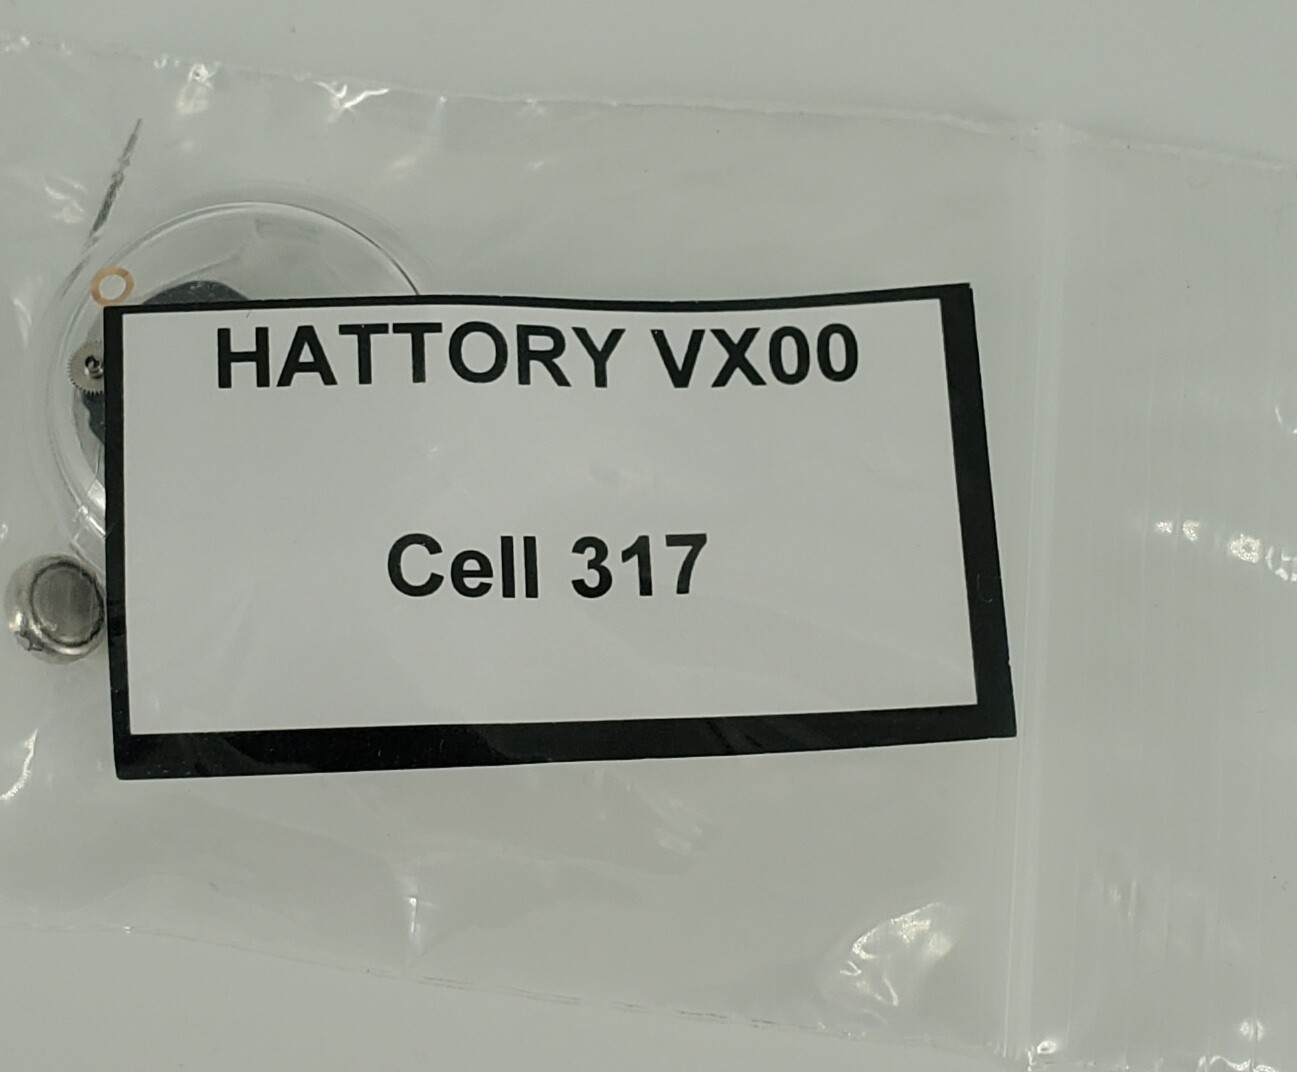 HATTORY VX00
Cell 317